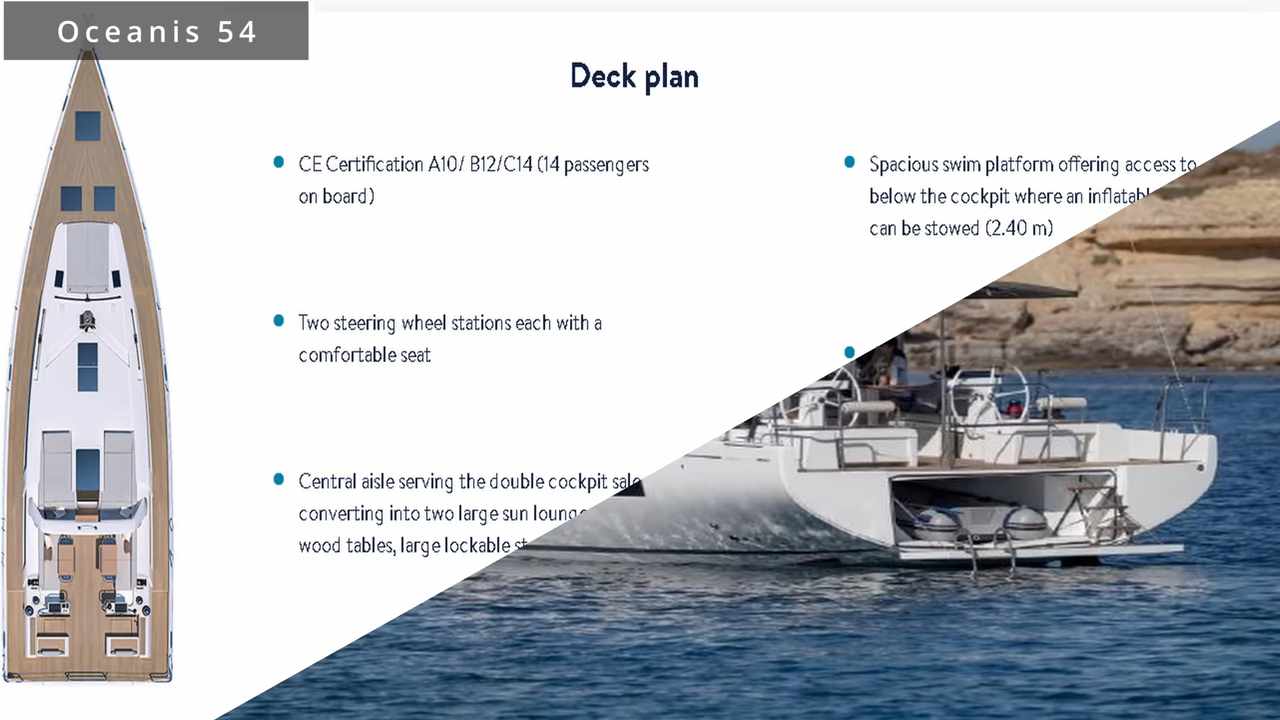 Oceanis 54
Deck plan
CE Certification A10/ B12/C14 (14 passengers
on board)
Two steering wheel stations each with a
comfortable seat
Central aisle serving the double cockpit
converting into two large sun
wood tables, large lockable
Spacious swim platform offering access to
below the cockpit where an
can be stowed (2.40 m)